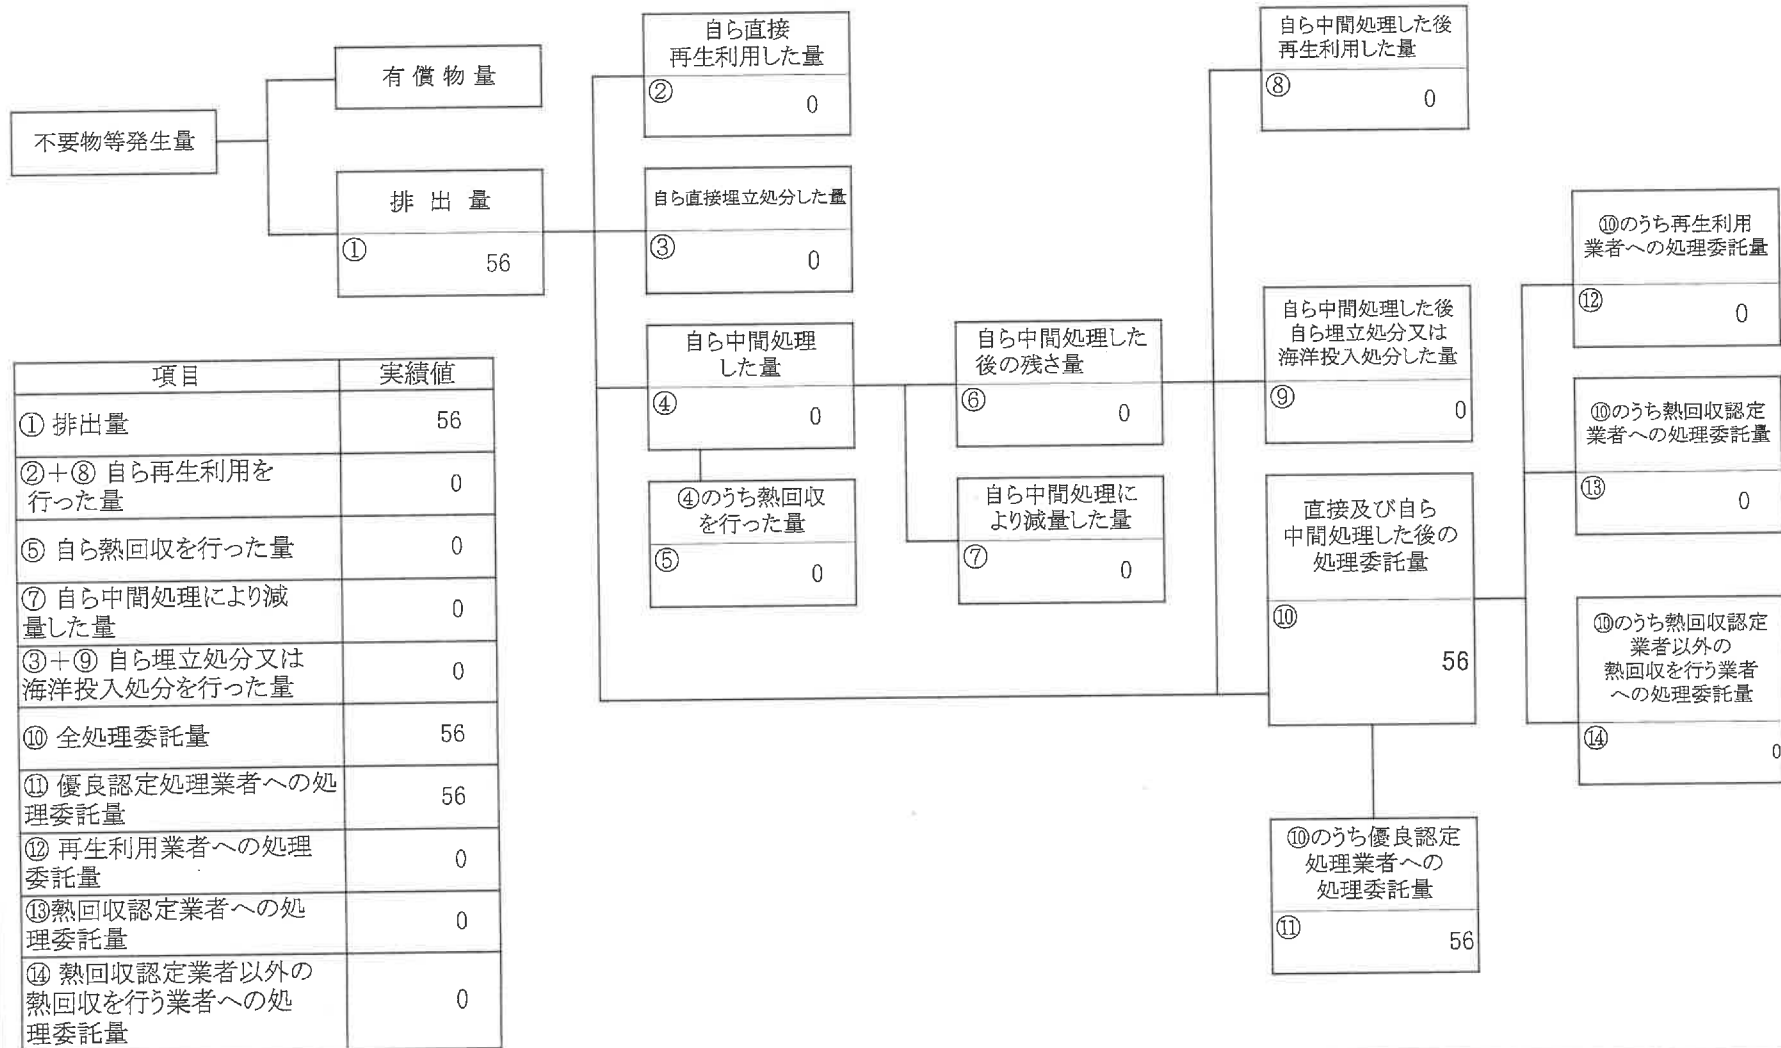 不要物等発生量
有償物量
排出量
①
56
自ら直接
再生利用した量
②
0
自ら直接埋立処分した量
③
0
自ら中間処理
した量
④
0
④のうち熱回収
を行った量
⑤
0
自ら中間処理した
後の残さ量
⑥
0
自ら中間処理に
より減量した量
⑦
0
自ら中間処理した後
再生利用した量
⑧
0
自ら中間処理した後
自ら埋立処分又は
海洋投入処分した量
⑨
0
直接及び自ら
中間処理した後の
処理委託量
⑩
56
⑩のうち優良認定
処理業者への
処理委託量
⑪
56
⑩のうち再生利用
業者への処理委託量
⑫
0
⑩のうち熱回収認定
業者への処理委託量
⑬
0
⑩のうち熱回収認定
業者以外の
熱回収を行う業者
への処理委託量
⑭
0
項目 実績値
① 排出量 56
②+⑧ 自ら再生利用を
行った量 0
⑤ 自ら熱回収を行った量 0
⑦ 自ら中間処理により減
量した量 0
③+⑨ 自ら埋立処分又は
海洋投入処分を行った量 0
⑩ 全処理委託量 56
⑪ 優良認定処理業者への処
理委託量 56
⑫ 再生利用業者への処理
委託量 0
⑬熱回収認定業者への処
理委託量 0
⑭ 熱回収認定業者以外の
熱回収を行う業者への処
理委託量 0